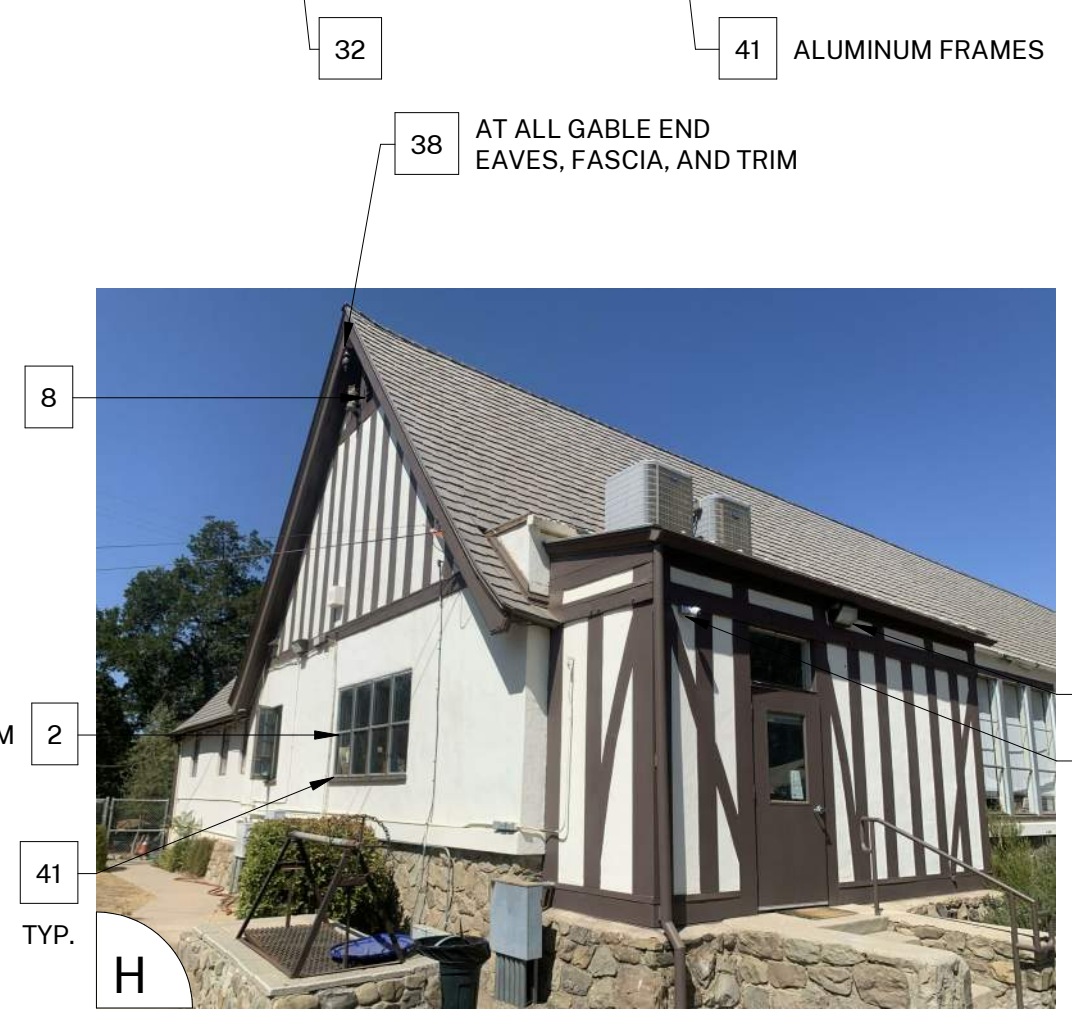 32
41 ALUMINUM FRAMES
38 AT ALL GABLE END
EAVES, FASCIA, AND TRIM
8
M 2
41
TYP.
H